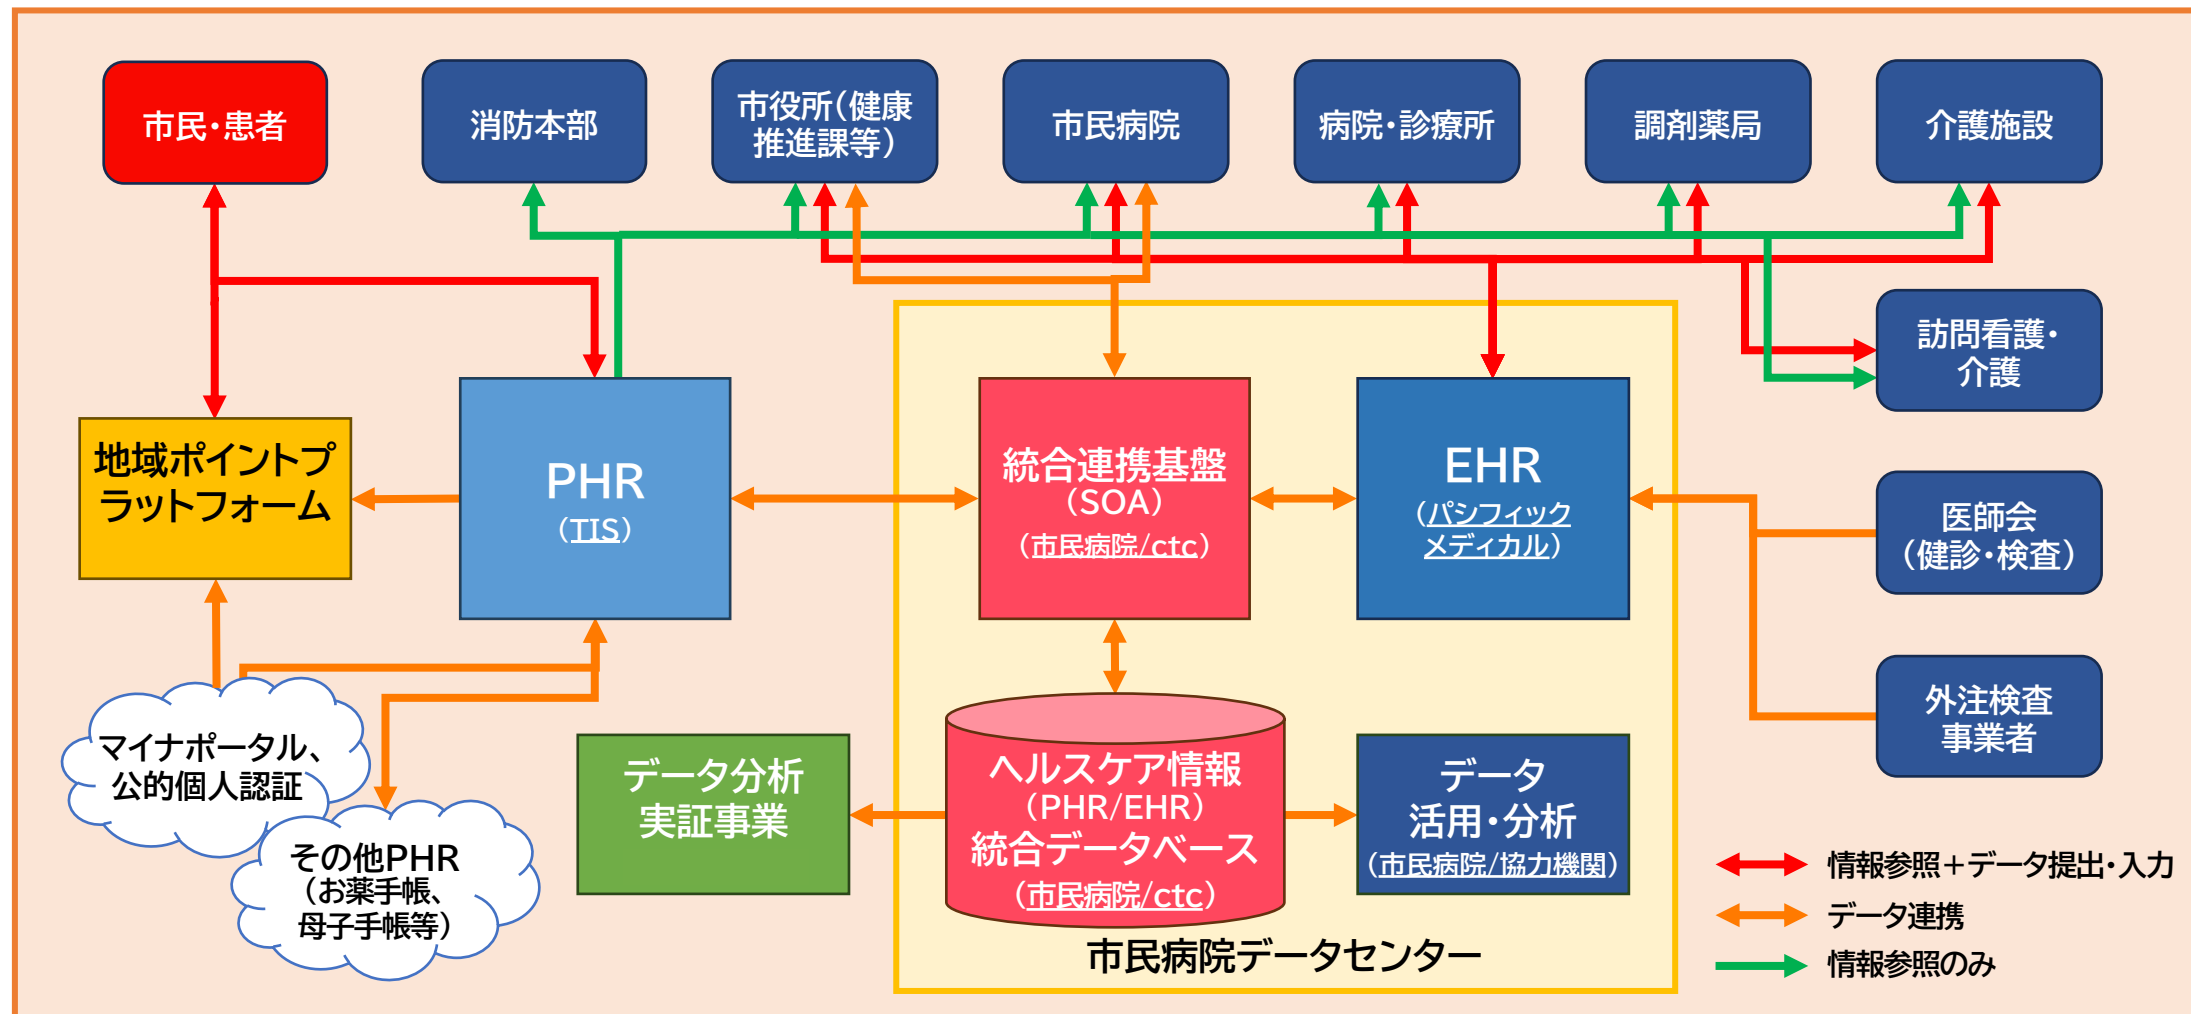 市民・患者
消防本部
市役所（健康
推進課等）
市民病院
病院・診療所
調剤薬局
介護施設
訪問看護・
介護
地域ポイントプ
ラットフォーム
PHR
（TIS）
統合連携基盤
（SOA）
（市民病院/ctc）
EHR
（パシフィック
メディカル）
医師会
（健診・検査）
外注検査
事業者
マイナポータル、
公的個人認証
その他PHR
（お薬手帳、
母子手帳等）
データ分析
実証事業
ヘルスケア情報
（PHR/EHR）
統合データベース
（市民病院/ctc）
データ
活用・分析
（市民病院/協力機関）
市民病院データセンター
情報参照＋データ提出・入力
データ連携
情報参照のみ